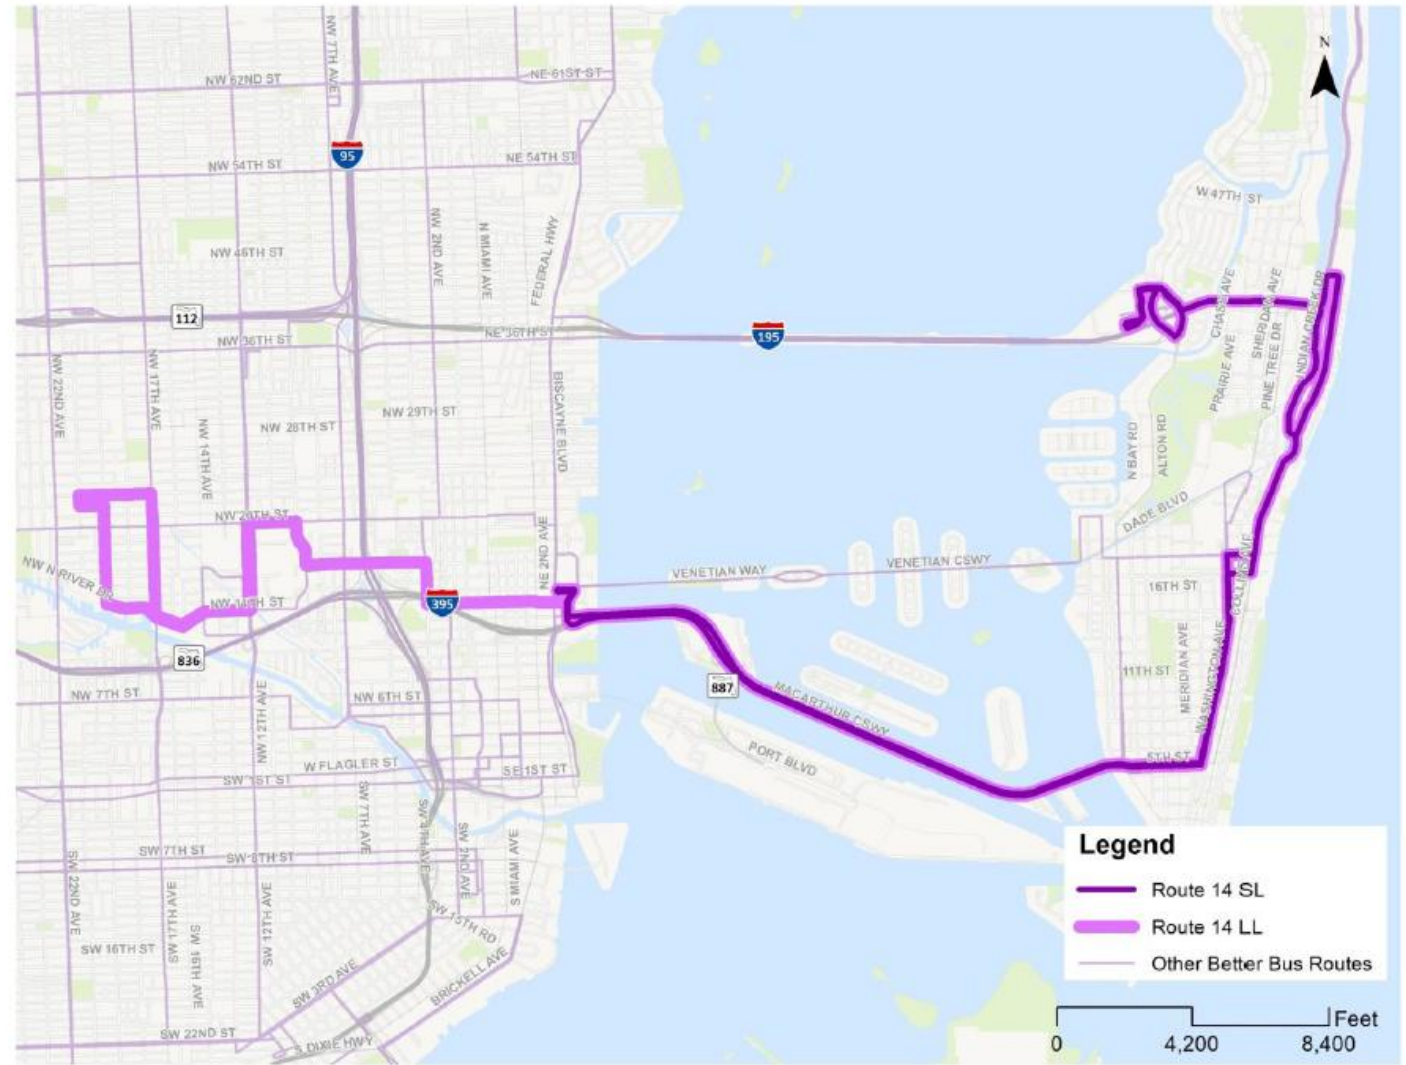 N
NW 7TH AVE
NW 62ND ST
NE 61ST ST
95
NW 54TH ST
NE 54TH ST
W 47TH ST
NW 2ND AVE
N MIAMI AVE
FEDERAL HWY
NW 46TH ST
CHASE AVE
SHERIDAN AVE
INDIAN CREEK DR
112
NW 36TH ST
NE 36TH ST
195
NW 22ND AVE
NW 17TH AVE
PRAIRIE AVE
PINE TREE DR
BISCAYNE BLVD
NW 14TH AVE
NW 29TH ST
NW 28TH ST
N BAY RD
ALTON RD
DADE BLVD
NW 20TH ST
NE 2ND AVE
NW N RIVER DR
VENETIAN WAY
VENETIAN CSWY
16TH ST
COLLINS AVE
NW 14TH ST
395
836
887
MACARTHUR CSWY
11TH ST
MERIDIAN AVE
WASHINGTON AVE
NW 7TH ST
NW 12TH AVE
NW 6TH ST
PORT BLVD
5TH ST
W FLAGLER ST
SW 1ST ST
SE 1ST ST
SW 7TH AVE
SW 4TH AVE
SW 2ND AVE
S MIAMI AVE
SW 7TH ST
SW 8TH ST
SW 22ND AVE
SW 17TH AVE
SW 16TH AVE
SW 12TH AVE
SW 15TH RD
SW 16TH ST
SW 3RD AVE
BRICKELL AVE
SW 22ND ST
S DIXIE HWY
Legend
Route 14 SL
Route 14 LL
Other Better Bus Routes
Feet
0 4,200 8,400